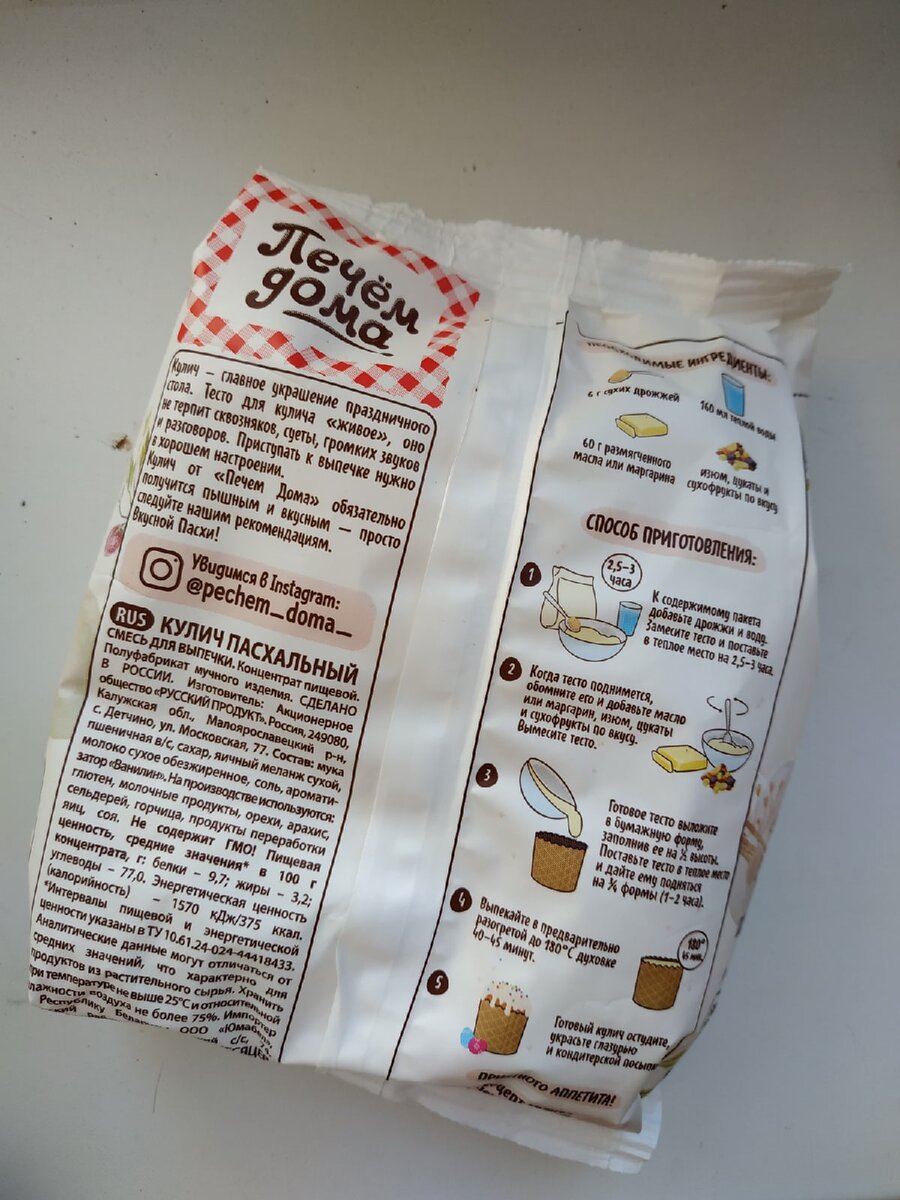 Печём
дома
Кулич – главное украшение праздничного
стола. Тесто для кулича «живое», оно
не терпит сквозняков, суеты, громких звуков
и разговоров. Приступать к выпечке нужно
в хорошем настроении.
Кулич от «Печем Дома» обязательно
получится пышным и вкусным — просто
следуйте нашим рекомендациям.
Вкусной Пасхи!
Увидимся в Instagram:
@pechem_doma_
RUS КУЛИЧ ПАСХАЛЬНЫЙ
СМЕСЬ ДЛЯ ВЫПЕЧКИ. Концентрат пищевой.
Полуфабрикат мучного изделия. СДЕЛАНО
В РОССИИ. Изготовитель: Акционерное
общество «РУССКИЙ ПРОДУКТ». Россия, 249080,
Калужская обл., Малоярославецкий р-н,
с. Детчино, ул. Московская, 77. Состав: мука
пшеничная в/с, сахар, яичный меланж сухой,
молоко сухое обезжиренное, соль, аромати-
затор «Ванилин». На производстве используются:
глютен, молочные продукты, орехи, арахис,
сельдерей, горчица, продукты переработки
яиц, соя. Не содержит ГМО! Пищевая
ценность, средние значения* в 100 г
концентрата, г: белки – 9,7; жиры – 3,2;
углеводы – 77,0. Энергетическая ценность
(калорийность) – 1570 кДж/375 ккал.
*Интервалы пищевой и энергетической
ценности указаны в ТУ 10.61.24-024-44418433.
Аналитические данные могут отличаться от
средних значений, что характерно для
продуктов из растительного сырья. Хранить
при температуре не выше 25°С и относительной
влажности воздуха не более 75%. Импортер
Республику ООО
с/с,
НЕОБХОДИМЫЕ ИНГРЕДИЕНТЫ:
6 г сухих дрожжей
160 мл теплой воды
60 г размягченного
масла или маргарина
изюм, цукаты и
сухофрукты по вкусу
СПОСОБ ПРИГОТОВЛЕНИЯ:
1
2,5–3
часа
К содержимому пакета
добавьте дрожжи и воду.
Замесите тесто и поставьте
в теплое место на 2,5–3 часа.
2
Когда тесто поднимется,
обомните его и добавьте масло
или маргарин, изюм, цукаты
и сухофрукты по вкусу.
Вымесите тесто.
3
Готовое тесто выложите
в бумажную форму,
заполнив ее на ½ высоты.
Поставьте тесто в теплое место
и дайте ему подняться
на ¾ формы (1–2 часа).
4
Выпекайте в предварительно
разогретой до 180°С духовке
40–45 минут.
180°
45 мин.
5
Готовый кулич остудите,
украсьте глазурью
и кондитерской посыпк
ПРИЯТНОГО АППЕТИТА!